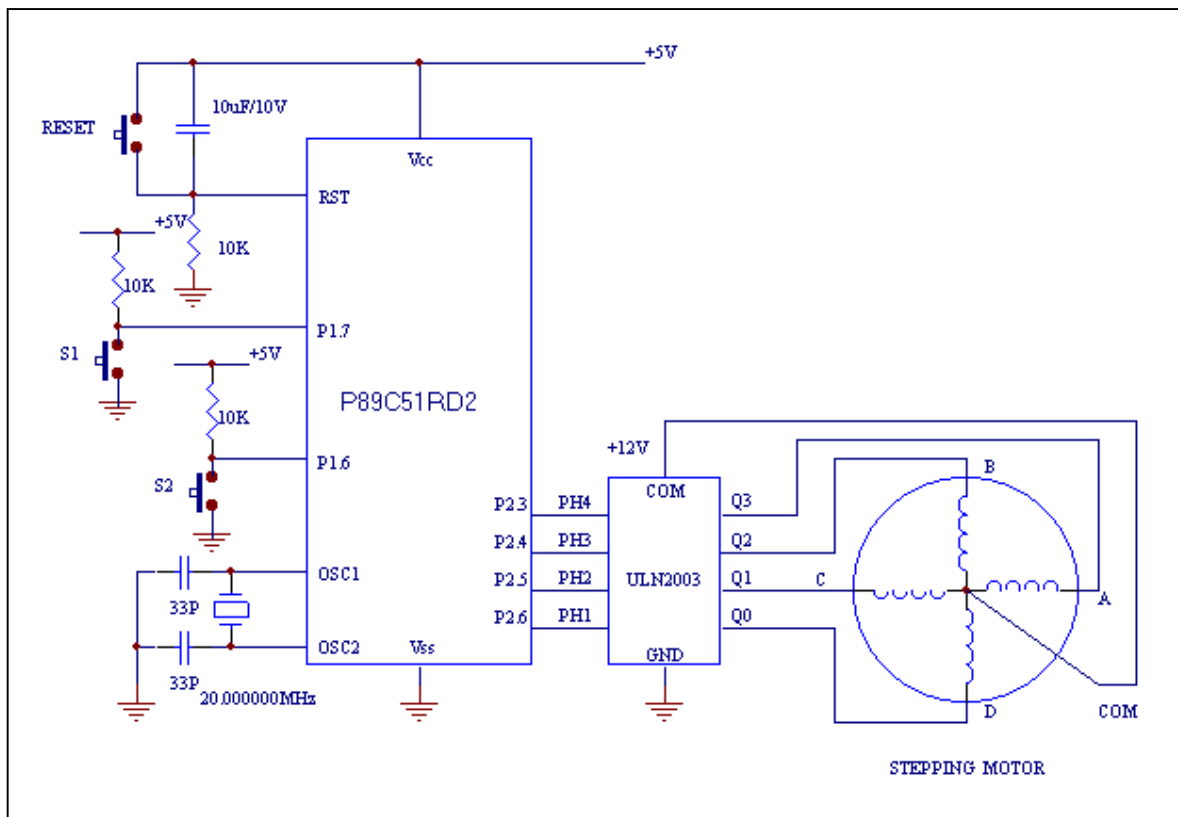 +5V
10uF/10V
RESET
Vcc
RST
+5V
10K
10K
P1.7
S1
+5V
P89C51RD2
10K
+12V
P1.6
B
S2
COM
P2.3 PH4 Q3
P2.4 PH3 Q2
OSC1
P2.5 PH2 ULN2003 Q1 C
A
33P
P2.6 PH1 Q0
OSC2
Vss
GND
33P
20.000000MHz
D
COM
STEPPING MOTOR